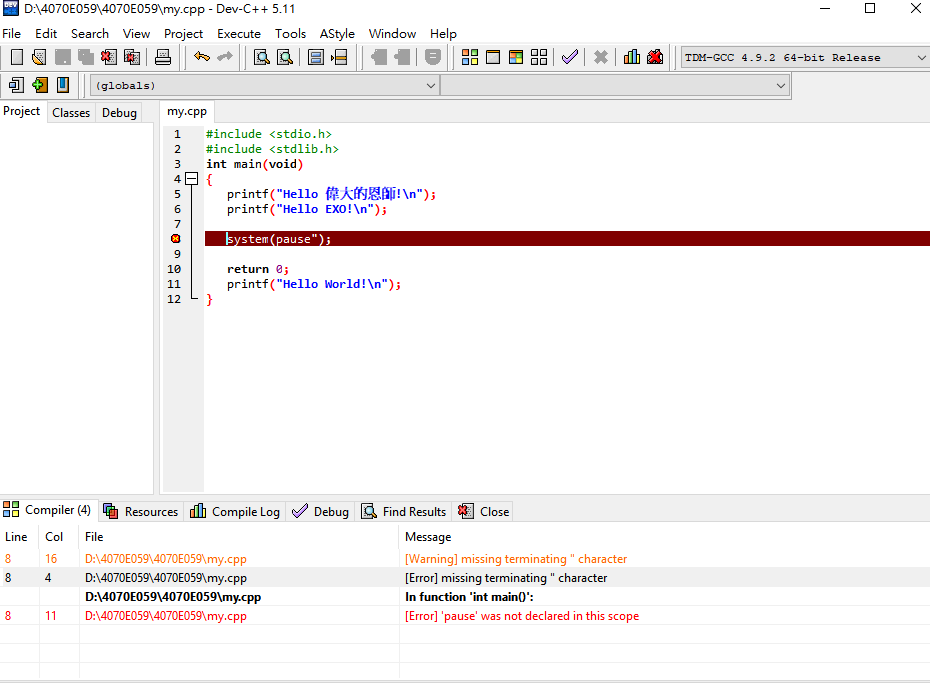 D:\4070E059\4070E059\my.cpp - Dev-C++ 5.11
File Edit Search View Project Execute Tools AStyle Window Help
TDM-GCC 4.9.2 64-bit Release
(globals)
Project Classes Debug my.cpp
1 #include <stdio.h>
2 #include <stdlib.h>
3 int main(void)
4 {
5 printf("Hello 偉大的恩師!\n");
6 printf("Hello EXO!\n");
7
system(pause");
9
10 return 0;
11 printf("Hello World!\n");
12 }
Compiler (4) Resources Compile Log Debug Find Results Close
Line Col File Message
8 16 D:\4070E059\4070E059\my.cpp [Warning] missing terminating " character
8 4 D:\4070E059\4070E059\my.cpp [Error] missing terminating " character
D:\4070E059\4070E059\my.cpp In function 'int main()':
8 11 D:\4070E059\4070E059\my.cpp [Error] 'pause' was not declared in this scope